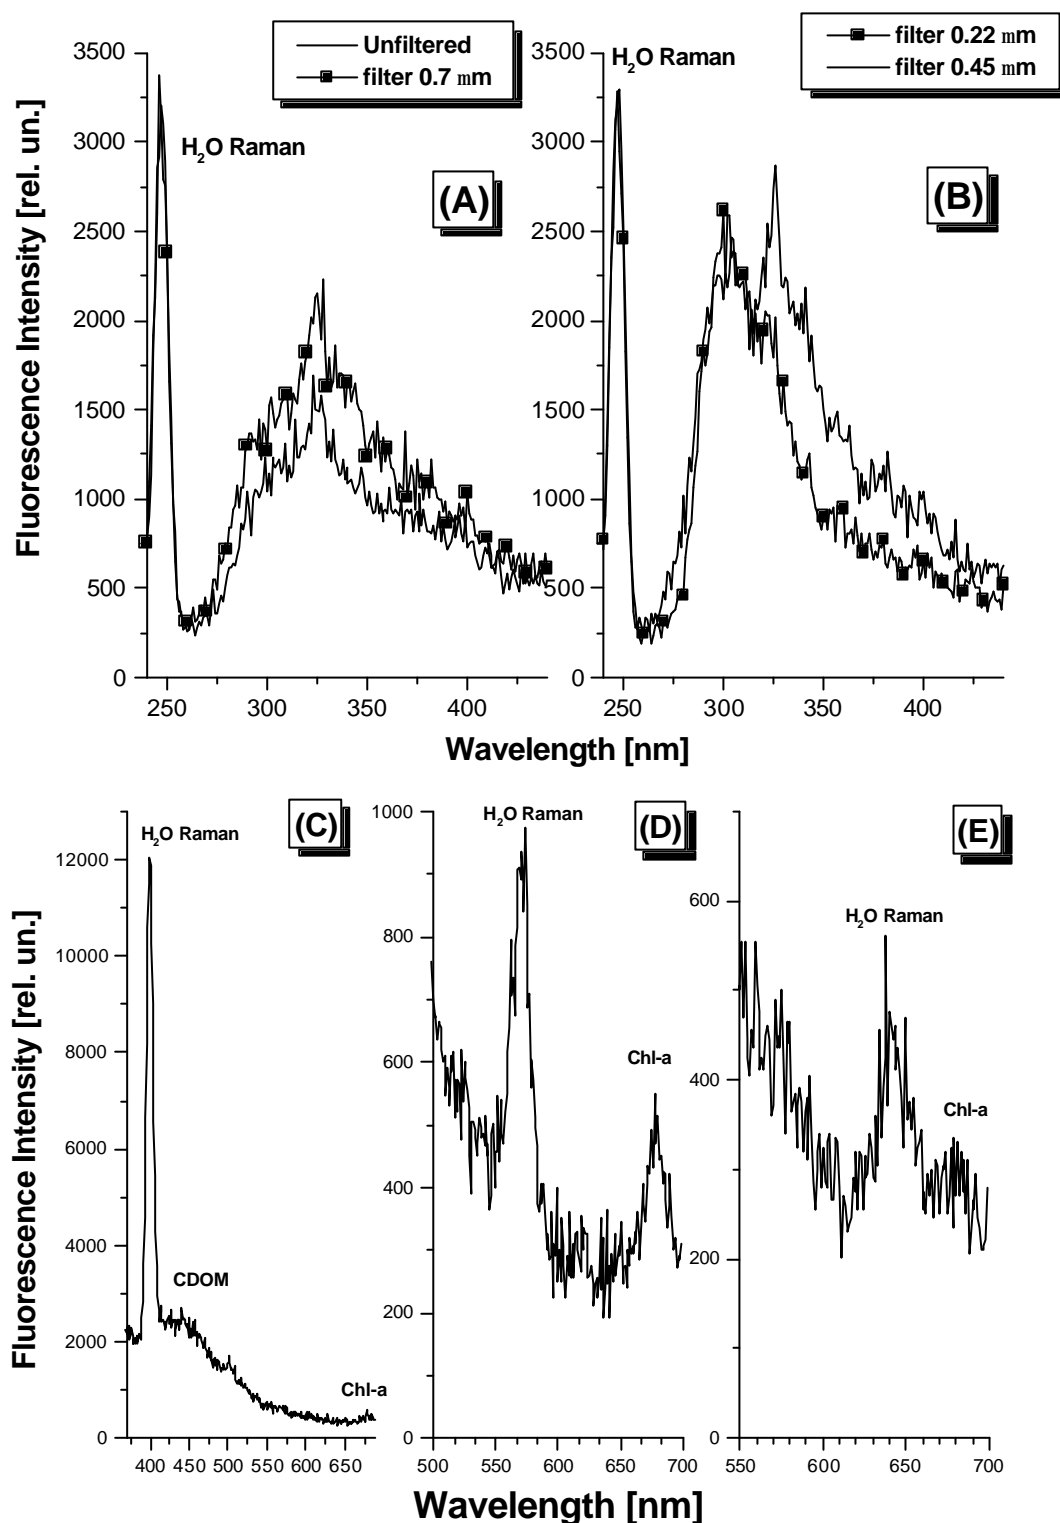 Unfiltered
filter 0.7 mm
filter 0.22 mm
filter 0.45 mm
3500
3000
2500
2000
1500
1000
500
0
H2O Raman
(A)
250 300 350 400
Fluorescence Intensity [rel. un.]
3500
3000
2500
2000
1500
1000
500
0
H2O Raman
(B)
250 300 350 400
Wavelength [nm]
(C)
H2O Raman
12000
10000
8000
6000
4000
2000
0
CDOM
Chl-a
400 450 500 550 600 650
Fluorescence Intensity [rel. un.]
1000
800
600
400
200
0
H2O Raman
(D)
Chl-a
500 550 600 650 700
(E)
600
400
200
0
H2O Raman
Chl-a
550 600 650 700
Wavelength [nm]